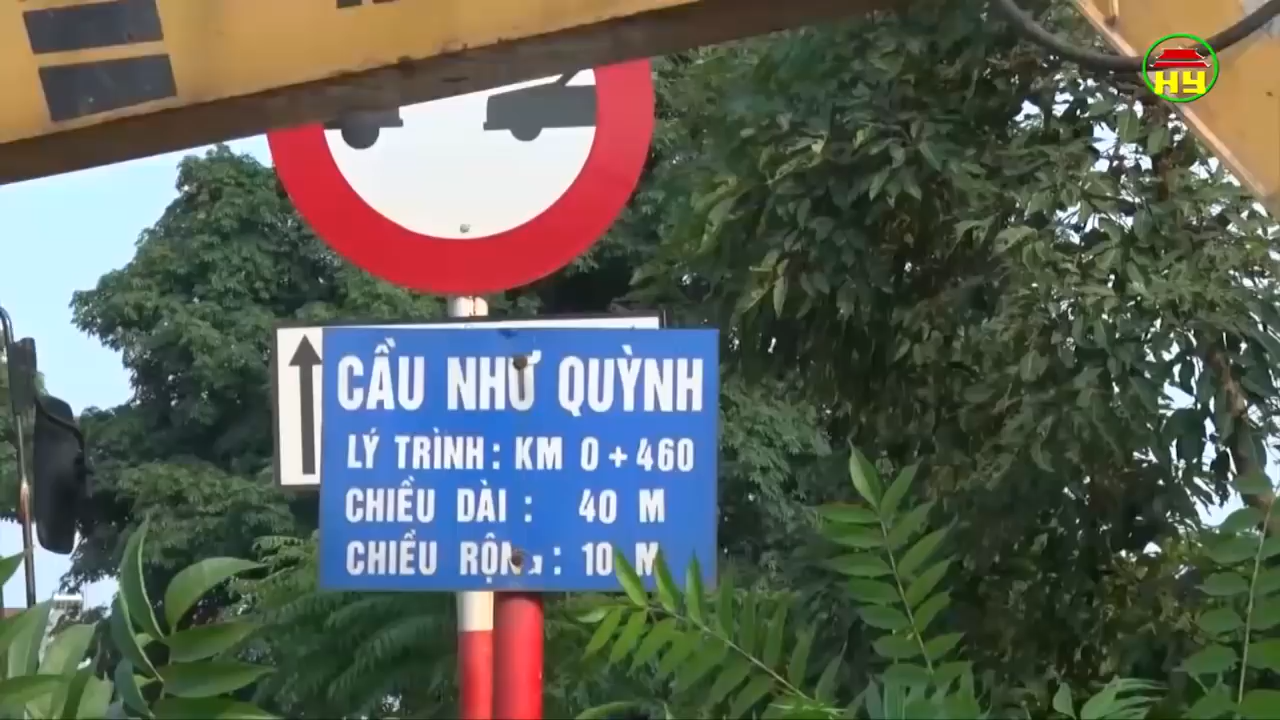 HY
CẦU NHƯ QUỲNH
LÝ TRÌNH: KM 0+460
CHIỀU DÀI: 40 M
CHIỀU RỘNG: 10 M